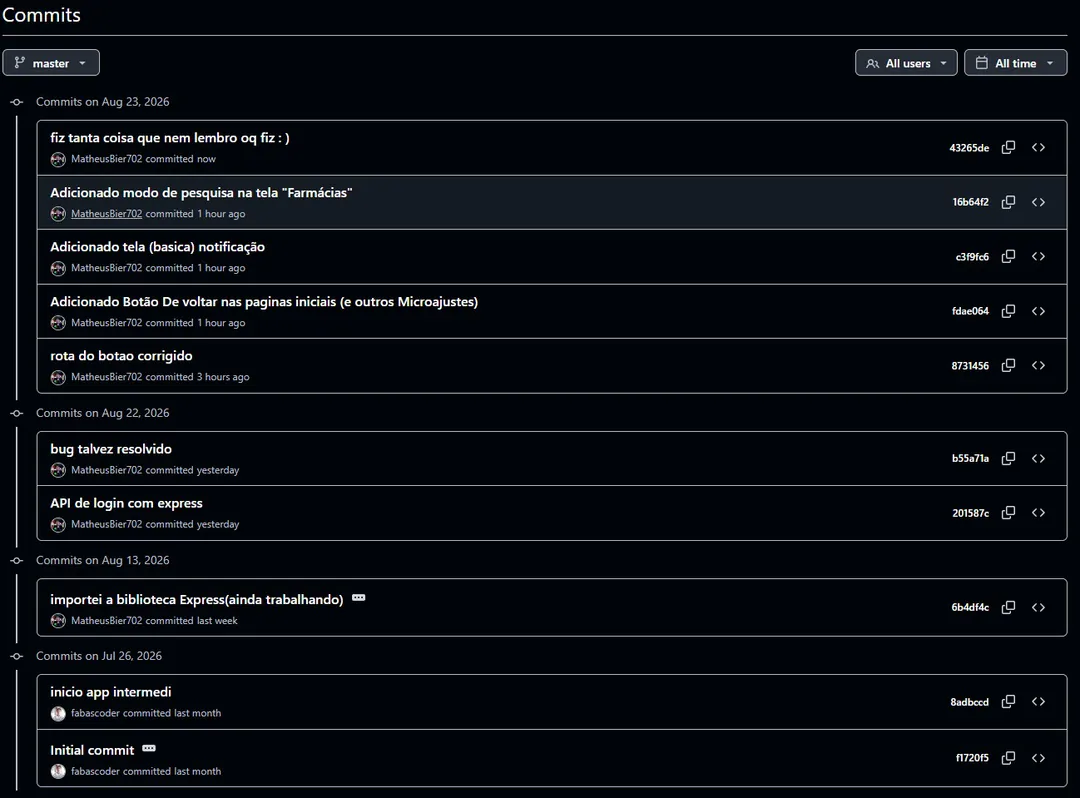 Commits
master
All users
All time
Commits on Aug 23, 2026
fiz tanta coisa que nem lembro oq fiz : )
43265de
MatheusBier702 committed now
Adicionado modo de pesquisa na tela "Farmácias"
16b64f2
MatheusBier702 committed 1 hour ago
Adicionado tela (basica) notificação
c3f9fc6
MatheusBier702 committed 1 hour ago
Adicionado Botão De voltar nas paginas iniciais (e outros Microajustes)
fdae064
MatheusBier702 committed 1 hour ago
rota do botao corrigido
8731456
MatheusBier702 committed 3 hours ago
Commits on Aug 22, 2026
bug talvez resolvido
b55a71a
MatheusBier702 committed yesterday
API de login com express
201587c
MatheusBier702 committed yesterday
Commits on Aug 13, 2026
importei a biblioteca Express(ainda trabalhando)
6b4df4c
MatheusBier702 committed last week
Commits on Jul 26, 2026
inicio app intermedi
8adbccd
fabascoder committed last month
Initial commit
f1720f5
fabascoder committed last month